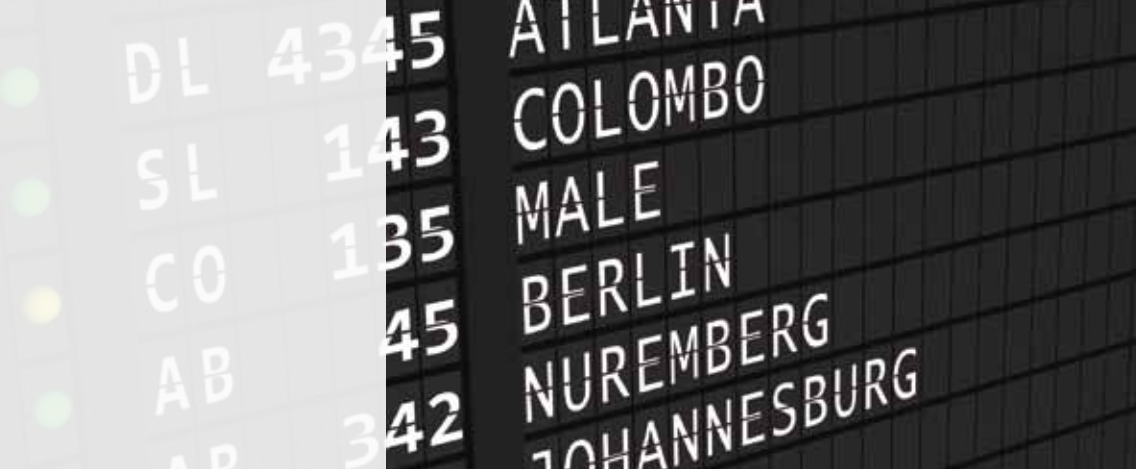 DL 4345 ATLANTA
SL 143 COLOMBO
CO 135 MALE
AB 45 BERLIN
342 NUREMBERG
JOHANNESBURG